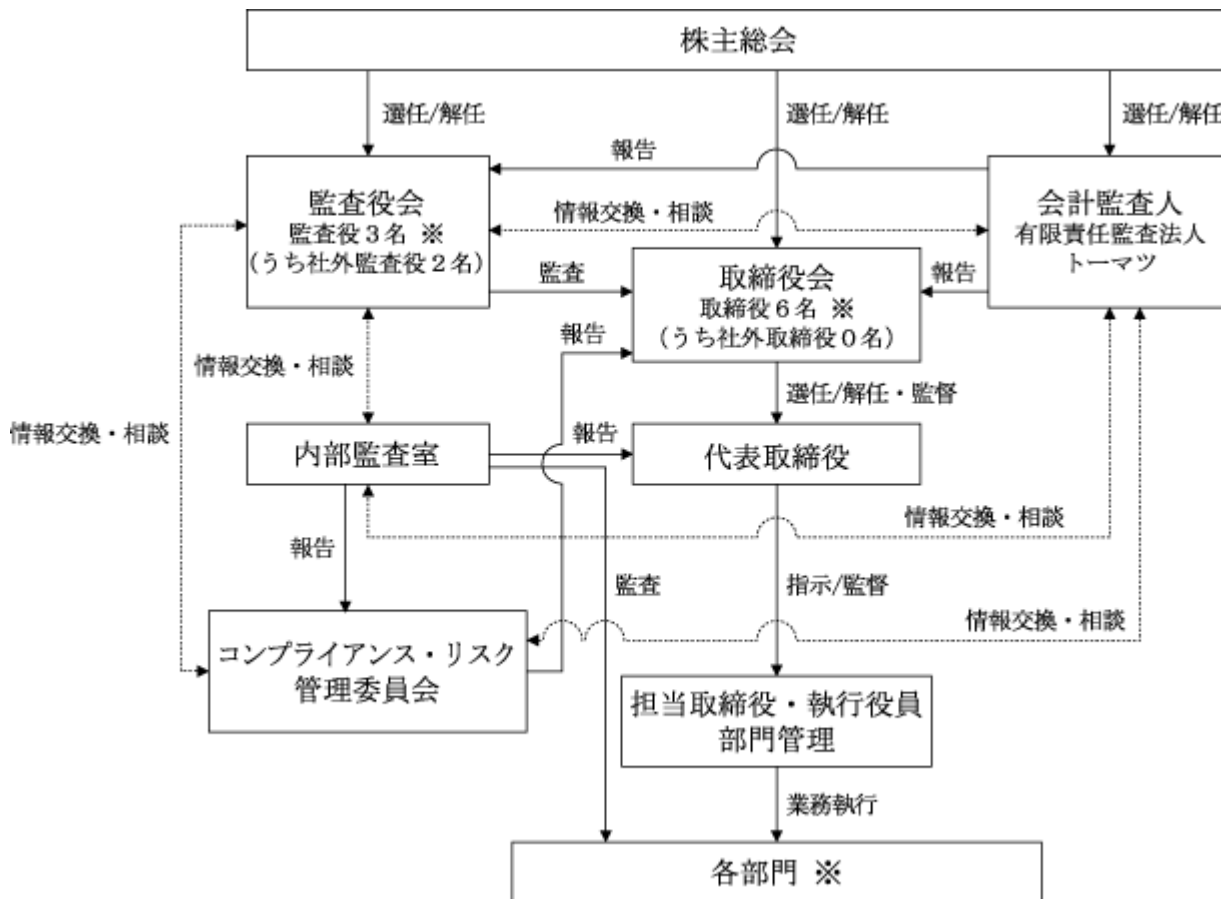 株主総会
選任/解任
選任/解任
選任/解任
報告
監査役会
監査役3名 ※
(うち社外監査役2名)
情報交換・相談
会計監査人
有限責任監査法人
トーマツ
監査
取締役会
取締役6名 ※
(うち社外取締役0名)
報告
報告
情報交換・相談
選任/解任・監督
情報交換・相談
内部監査室
報告
代表取締役
情報交換・相談
報告
監査
指示/監督
情報交換・相談
コンプライアンス・リスク
管理委員会
担当取締役・執行役員
部門管理
業務執行
各部門 ※